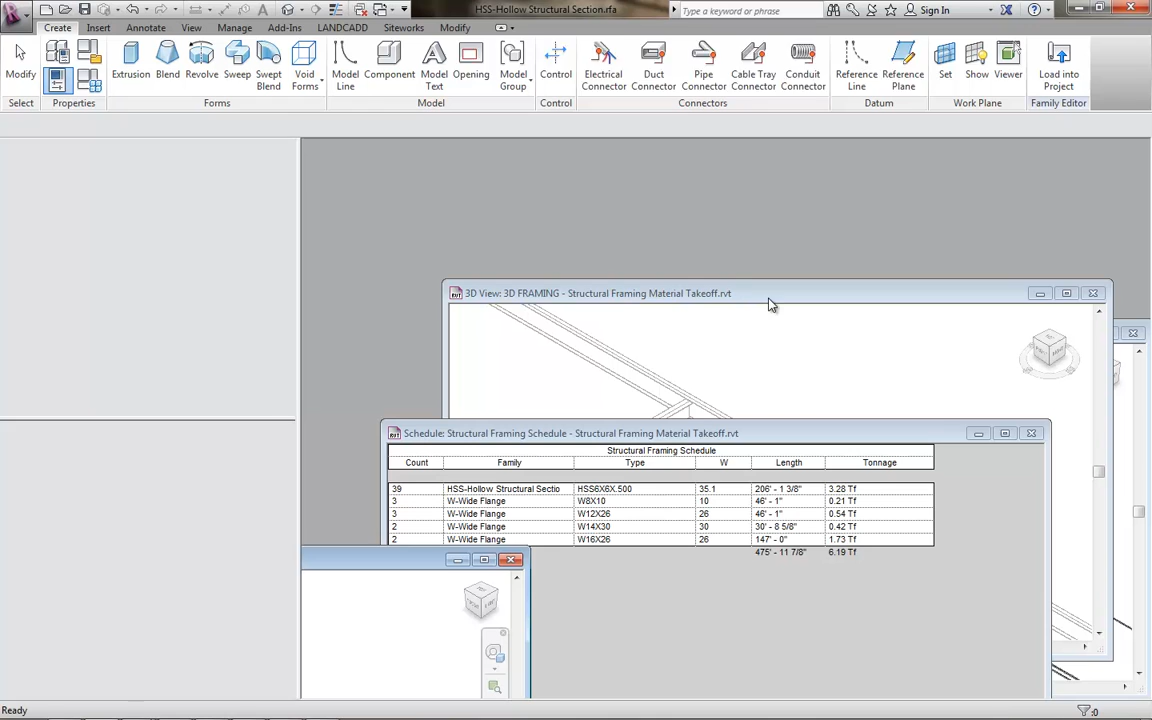 HSS-Hollow Structural Section.rfa
Type a keyword or phrase
Sign In
Create Insert Annotate View Manage Add-Ins LANDCADD Siteworks Modify
Modify
Extrusion Blend Revolve Sweep Swept Blend Void Forms
Model Line Component Model Text Opening Model Group
Control
Electrical Connector Duct Connector Pipe Connector Cable Tray Connector Conduit Connector
Reference Line Reference Plane
Set Show Viewer
Load into Project
Select Properties Forms Model Control Connectors Datum Work Plane Family Editor
3D View: 3D FRAMING - Structural Framing Material Takeoff.rvt
Schedule: Structural Framing Schedule - Structural Framing Material Takeoff.rvt
Structural Framing Schedule
Count Family Type W Length Tonnage
39 HSS-Hollow Structural Sectio HSS6X6X.500 35.1 206' - 1 3/8" 3.28 Tf
3 W-Wide Flange W8X10 10 46' - 1" 0.21 Tf
3 W-Wide Flange W12X26 26 46' - 1" 0.54 Tf
2 W-Wide Flange W14X30 30 30' - 8 5/8" 0.42 Tf
2 W-Wide Flange W16X26 26 147' - 0" 1.73 Tf
475' - 11 7/8" 6.19 Tf
Ready
:0